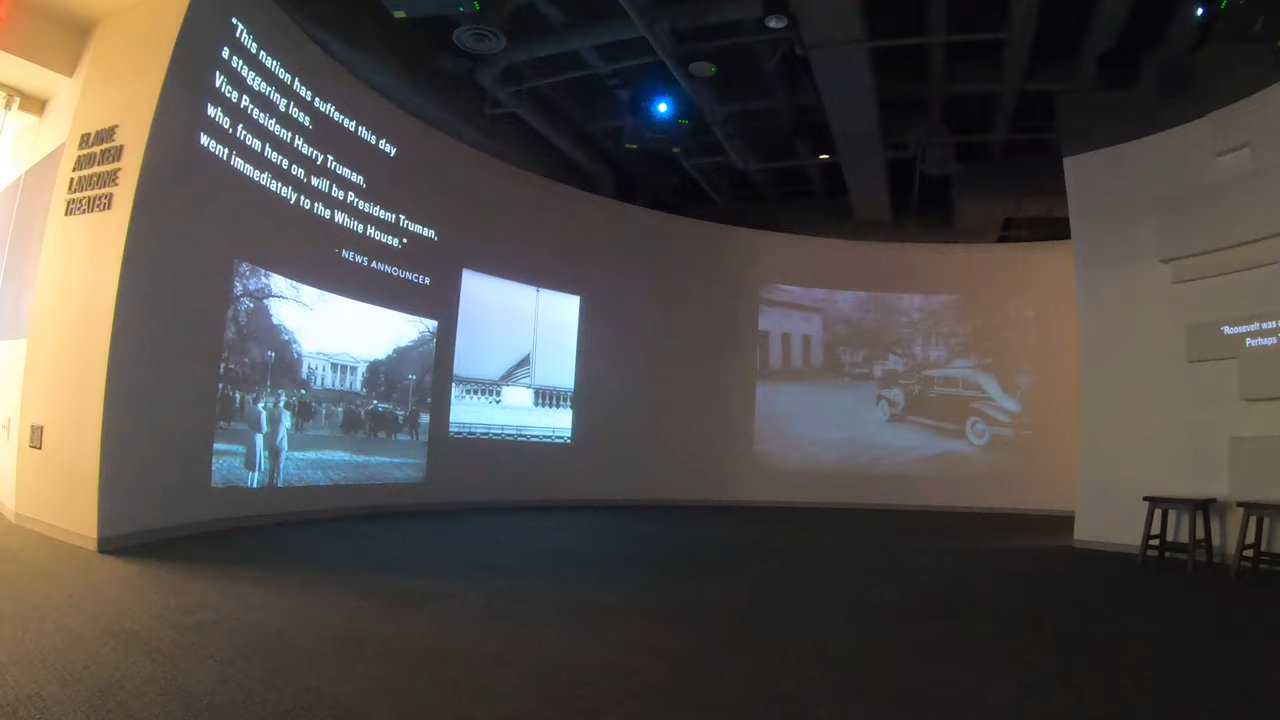 ELAINE
AND KEN
LANGONE
THEATER
"This nation has suffered this day
a staggering loss.
Vice President Harry Truman,
who, from here on, will be President Truman,
went immediately to the White House."
- NEWS ANNOUNCER
"Roosevelt was
Perhaps